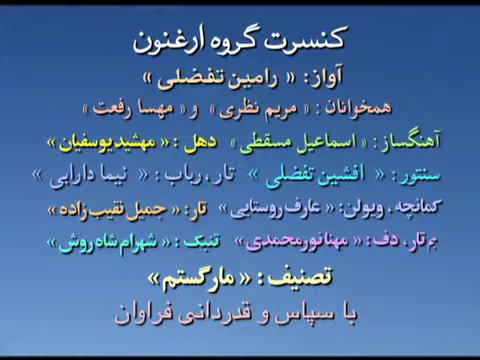 کنسرت گروه ارغنون
آواز: « رامین تفضلی »
همخوانان: « مریم نظری » و « مهسا رفعت »
آهنگساز: « اسماعیل مسقطی » دهل: « مهشید یوسفیان »
سنتور: « افشین تفضلی » تار، رباب: « نیما دارابی »
کمانچه، ویولن: « عارف روستایی » تار: « جمیل نقیب زاده »
بم تار، دف: « مهنا نورمحمدی » تنبک: « شهرام شاه روش »
تصنیف: « مارگستم »
با سپاس و قدردانی فراوان